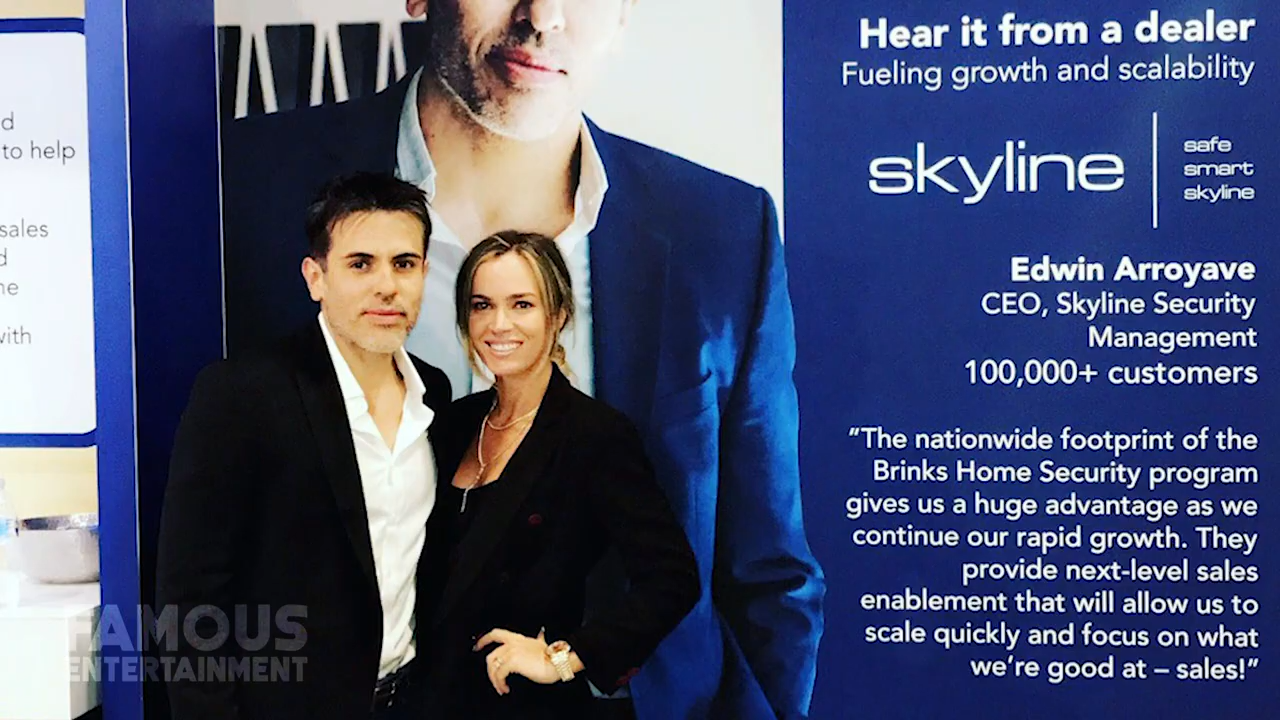 d
to help
sales
d
ne
with
Hear it from a dealer
Fueling growth and scalability
skyline
safe
smart
skyline
Edwin Arroyave
CEO, Skyline Security
Management
100,000+ customers
“The nationwide footprint of the
Brinks Home Security program
gives us a huge advantage as we
continue our rapid growth. They
provide next-level sales
enablement that will allow us to
scale quickly and focus on what
we’re good at – sales!”
FAMOUS
ENTERTAINMENT